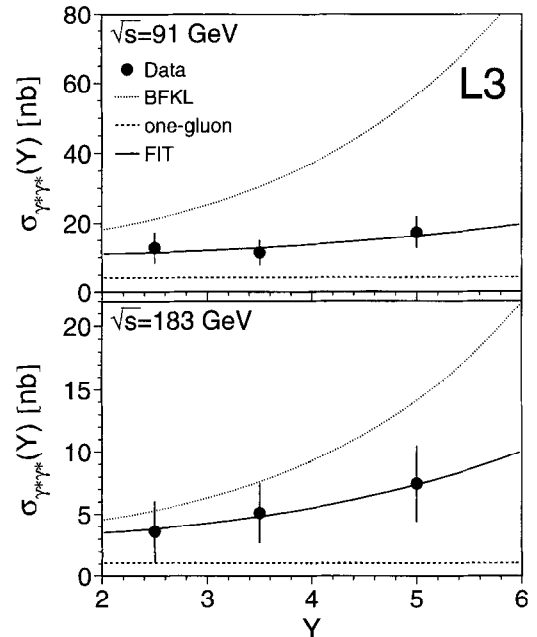 80
√s=91 GeV
L3
Data
BFKL
60
one-gluon
FIT
40
20
0
σγ*γ*(Y) [nb]
√s=183 GeV
20
15
10
5
0
σγ*γ*(Y) [nb]
2 3 4 5 6
Y